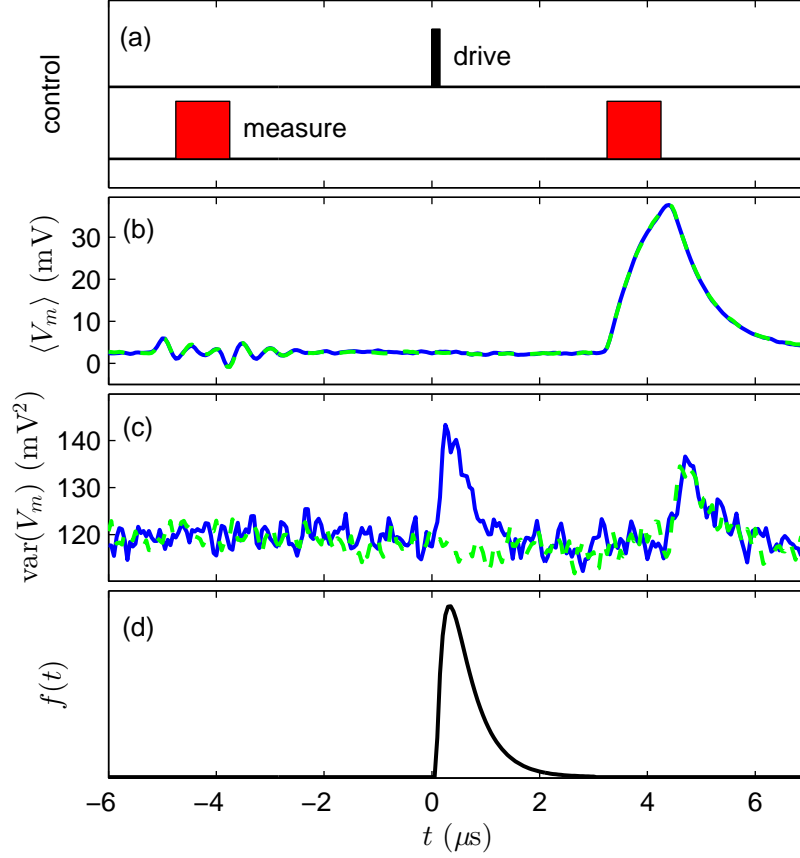 (a)
drive
control
measure
(b)
⟨V_m⟩ (mV)
30
20
10
0
(c)
var(V_m) (mV²)
140
130
120
(d)
f(t)
−6 −4 −2 0 2 4 6
t (μs)